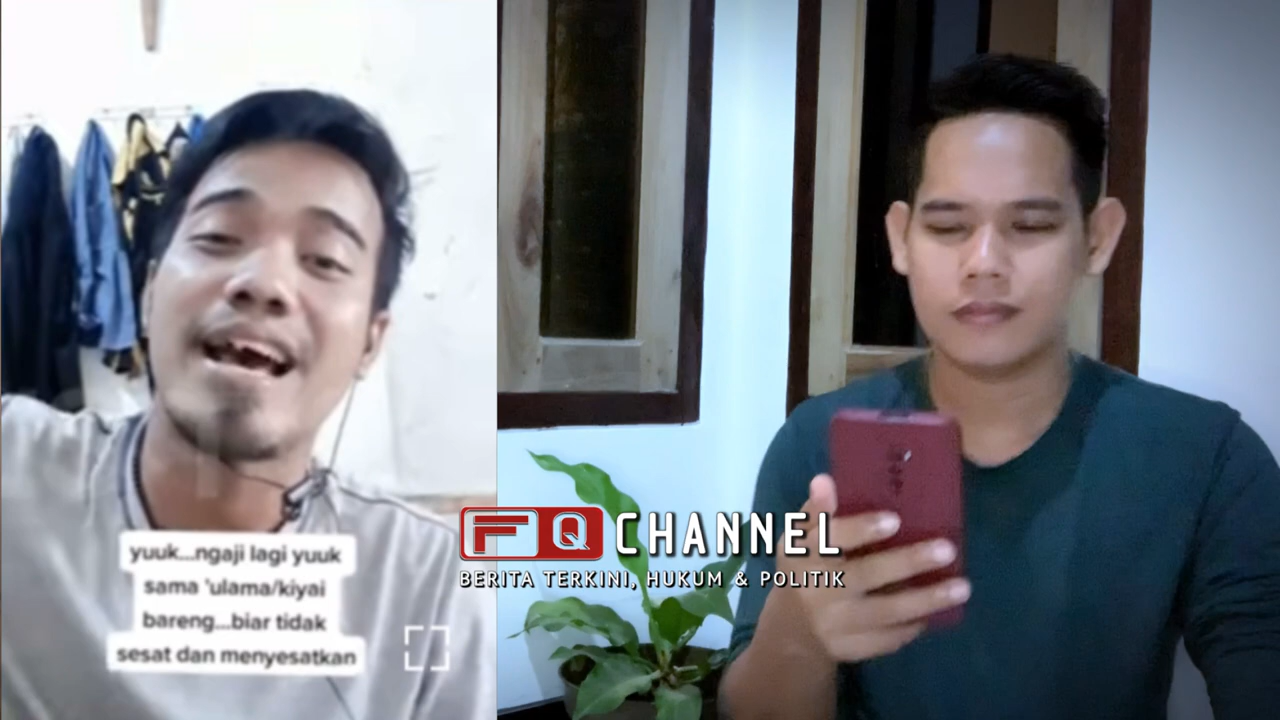 yuuk...ngaji lagi yuuk
sama 'ulama/kiyai
bareng...biar tidak
sesat dan menyesatkan
FQ CHANNEL
BERITA TERKINI, HUKUM & POLITIK